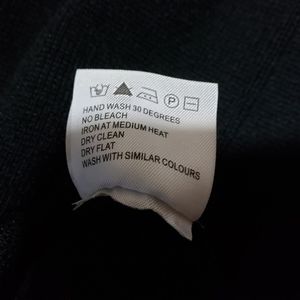 P
HAND WASH 30 DEGREES
NO BLEACH
IRON AT MEDIUM HEAT
DRY CLEAN
DRY FLAT
WASH WITH SIMILAR COLOURS